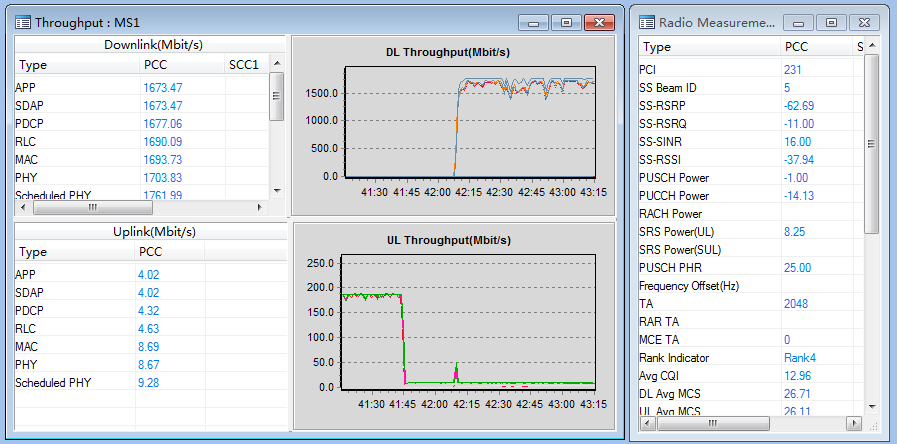 Throughput : MS1
Downlink(Mbit/s)
Type PCC SCC1
APP 1673.47
SDAP 1673.47
PDCP 1677.06
RLC 1690.09
MAC 1693.73
PHY 1703.83
Scheduled PHY 1761.99
DL Throughput(Mbit/s)
1500.0
1000.0
500.0
0.0
41:30 41:45 42:00 42:15 42:30 42:45 43:00 43:15
Uplink(Mbit/s)
Type PCC
APP 4.02
SDAP 4.02
PDCP 4.32
RLC 4.63
MAC 8.69
PHY 8.67
Scheduled PHY 9.28
UL Throughput(Mbit/s)
250.0
200.0
150.0
100.0
50.0
0.0
41:30 41:45 42:00 42:15 42:30 42:45 43:00 43:15
Radio Measureme...
Type PCC S
PCI 231
SS Beam ID 5
SS-RSRP -62.69
SS-RSRQ -11.00
SS-SINR 16.00
SS-RSSI -37.94
PUSCH Power -1.00
PUCCH Power -14.13
RACH Power
SRS Power(UL) 8.25
SRS Power(SUL)
PUSCH PHR 25.00
Frequency Offset(Hz)
TA 2048
RAR TA
MCE TA 0
Rank Indicator Rank4
Avg CQI 12.96
DL Avg MCS 26.71
UL Avg MCS 26.11